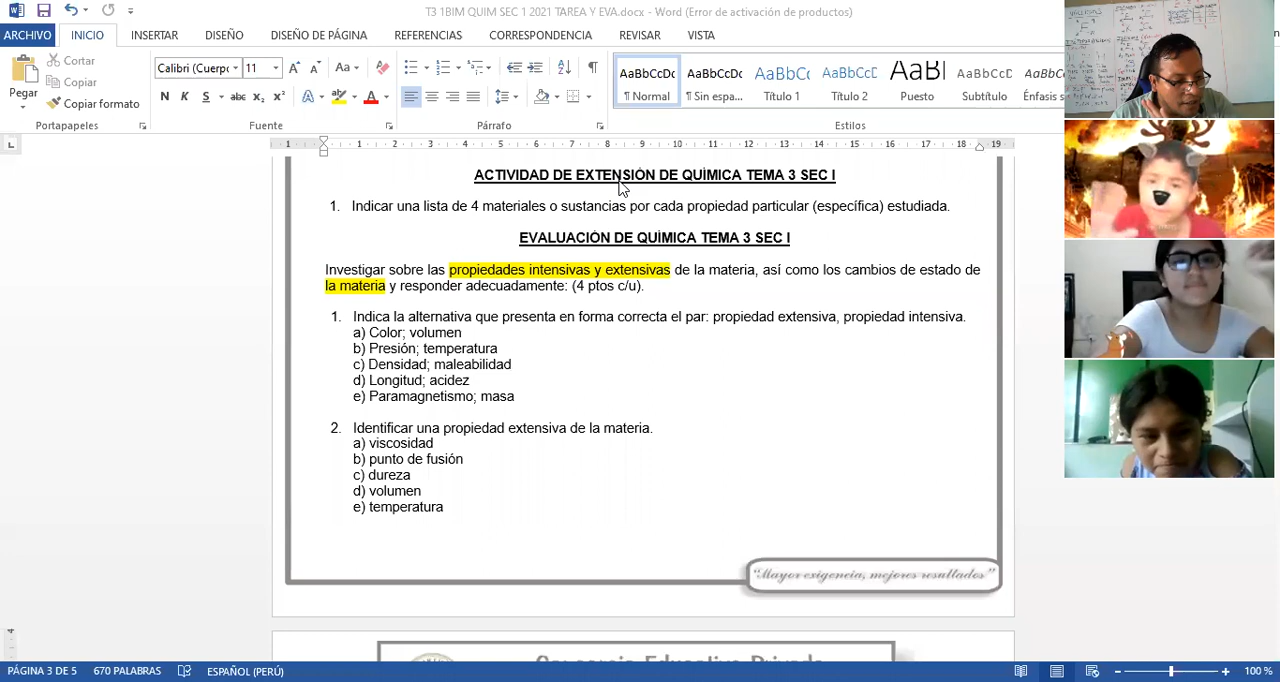 T3 1BIM QUIM SEC 1 2021 TAREA Y EVA.docx - Word (Error de activación de productos)
ARCHIVO INICIO INSERTAR DISEÑO DISEÑO DE PÁGINA REFERENCIAS CORRESPONDENCIA REVISAR VISTA
Cortar
Copiar
Copiar formato
Pegar
Calibri (Cuerpo 11
AaBbCcDc AaBbCcDc AaBbCc AaBbCcD AaBl AaBbCcD AaBbCc
¶ Normal ¶ Sin espa... Título 1 Título 2 Puesto Subtítulo Énfasis s
Portapapeles Fuente Párrafo Estilos
ACTIVIDAD DE EXTENSIÓN DE QUÍMICA TEMA 3 SEC I
1. Indicar una lista de 4 materiales o sustancias por cada propiedad particular (específica) estudiada.
EVALUACIÓN DE QUÍMICA TEMA 3 SEC I
Investigar sobre las propiedades intensivas y extensivas de la materia, así como los cambios de estado de
la materia y responder adecuadamente: (4 ptos c/u).
1. Indica la alternativa que presenta en forma correcta el par: propiedad extensiva, propiedad intensiva.
a) Color; volumen
b) Presión; temperatura
c) Densidad; maleabilidad
d) Longitud; acidez
e) Paramagnetismo; masa
2. Identificar una propiedad extensiva de la materia.
a) viscosidad
b) punto de fusión
c) dureza
d) volumen
e) temperatura
“Mayor exigencia, mejores resultados”
PÁGINA 3 DE 5 670 PALABRAS ESPAÑOL (PERÚ) 100 %